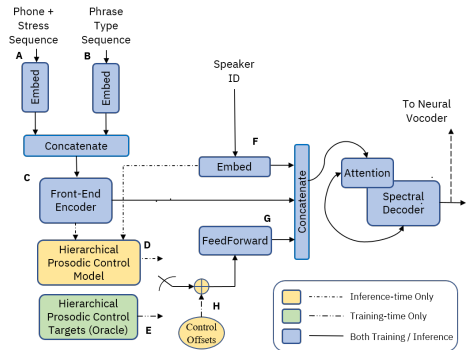 Phone +
Stress
Sequence
Phrase
Type
Sequence
A
B
Embed
Embed
Speaker
ID
To Neural
Vocoder
Concatenate
F
C
Embed
Attention
Front-End
Encoder
Concatenate
Spectral
Decoder
G
FeedForward
D
Hierarchical
Prosodic Control
Model
H
Hierarchical
Prosodic Control
Targets (Oracle)
E
Control
Offsets
Inference-time Only
Training-time Only
Both Training / Inference